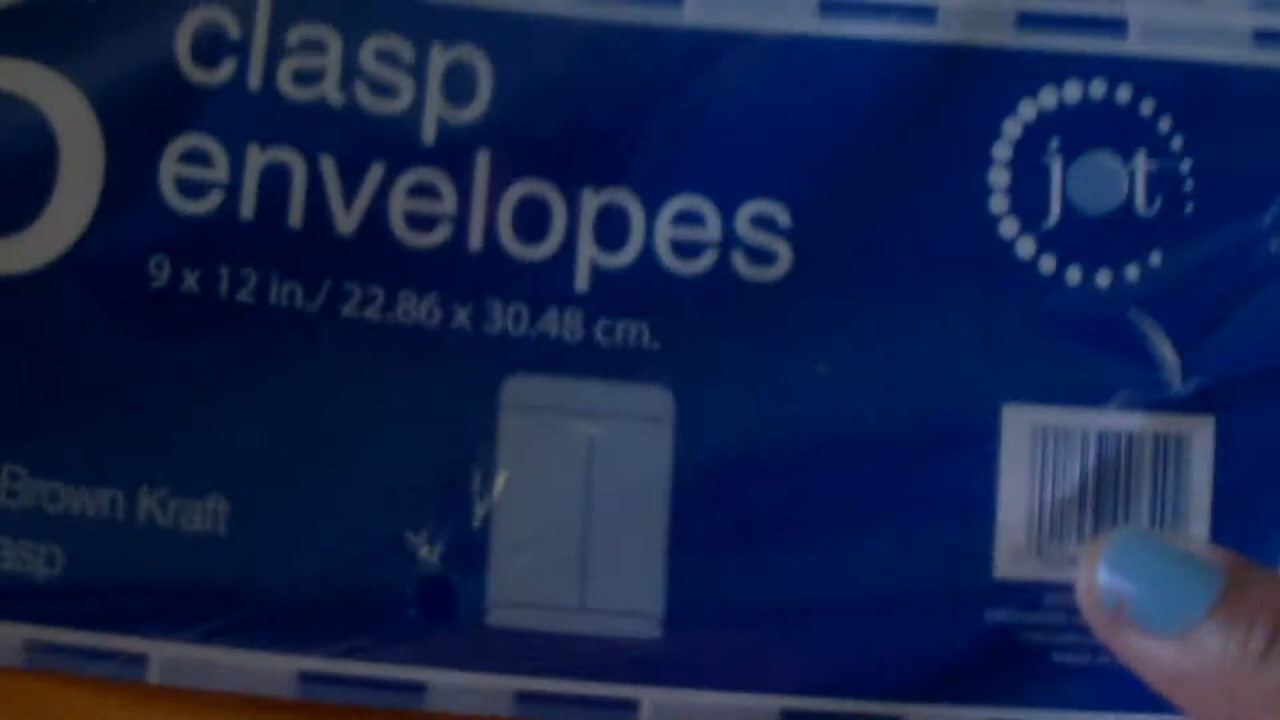 clasp
envelopes
9 x 12 in./ 22.86 x 30.48 cm.
jot
Brown Kraft